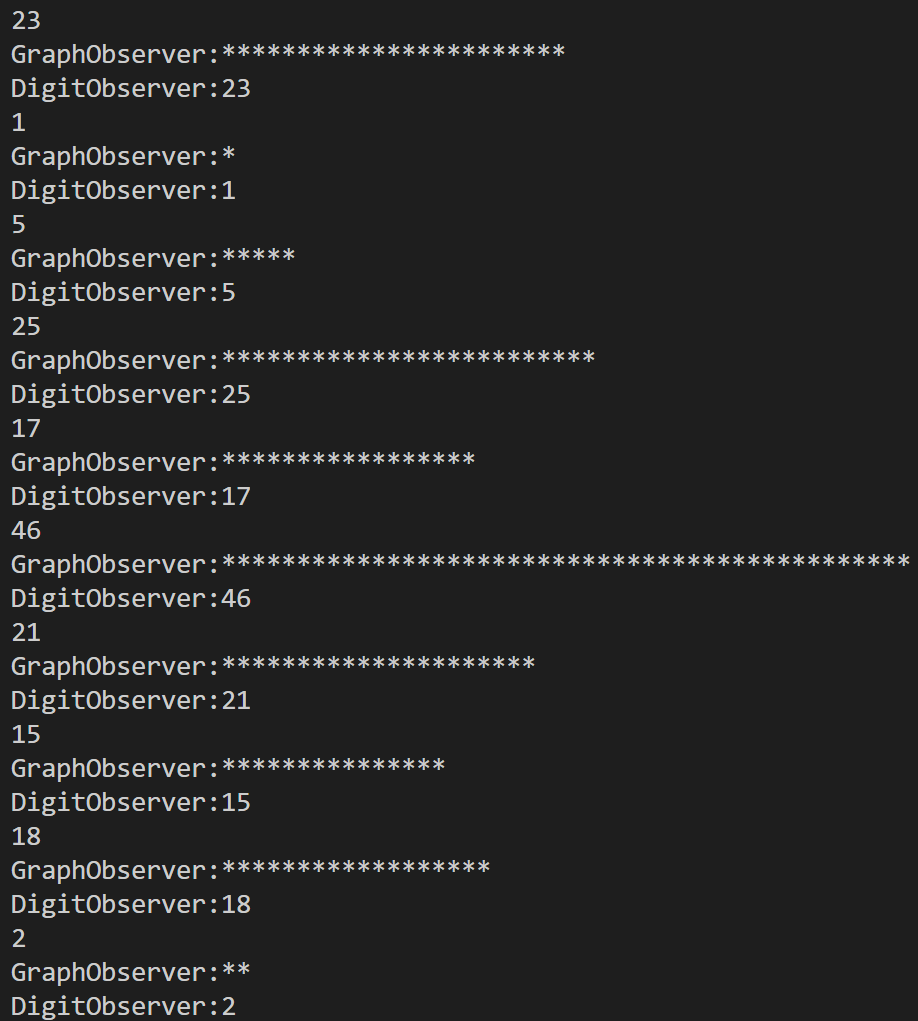 23
GraphObserver:***********************
DigitObserver:23
1
GraphObserver:*
DigitObserver:1
5
GraphObserver:*****
DigitObserver:5
25
GraphObserver:*************************
DigitObserver:25
17
GraphObserver:*****************
DigitObserver:17
46
GraphObserver:**********************************************
DigitObserver:46
21
GraphObserver:*********************
DigitObserver:21
15
GraphObserver:***************
DigitObserver:15
18
GraphObserver:******************
DigitObserver:18
2
GraphObserver:**
DigitObserver:2